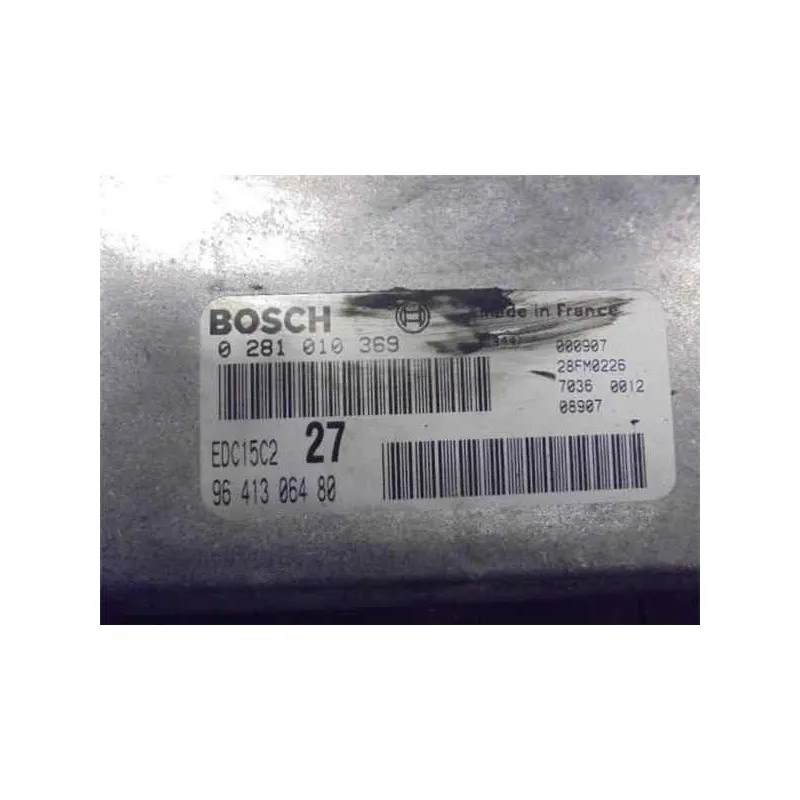 BOSCH Made in France
0 281 010 369 000907
28FM0226
7036 0012
08907
EDC15C2 27
96 413 064 80